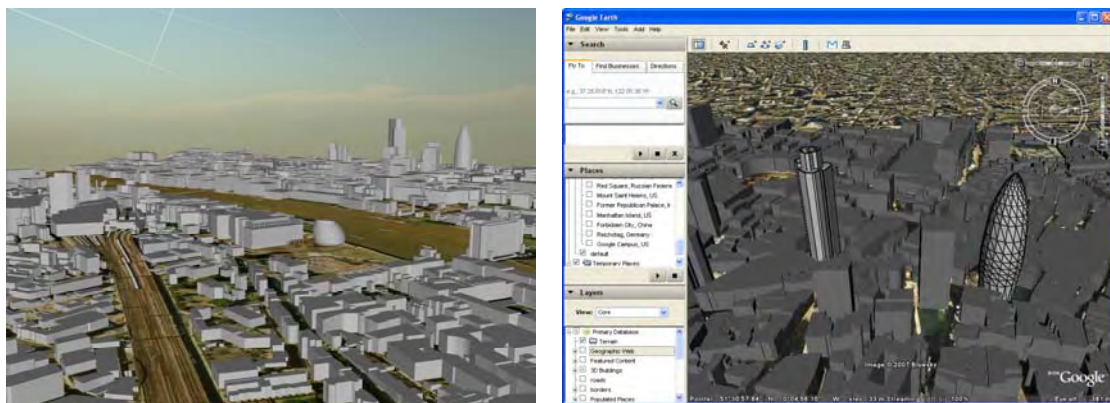 Google Earth
File Edit View Tools Add Help
Search
Fly To Find Businesses Directions
Places
Red Square, Russian Federa
Mount Saint Helens, US
Former Republican Palace, I
Manhattan Island, US
Forbidden City, China
Reichstag, Germany
Google Campus, US
default
Temporary Places
Layers
View: Core
Primary Database
Terrain
Geographic Web
Featured Content
3D Buildings
roads
borders
Populated Places
N
Image © 2007 Bluesky
Google
Streaming
100%